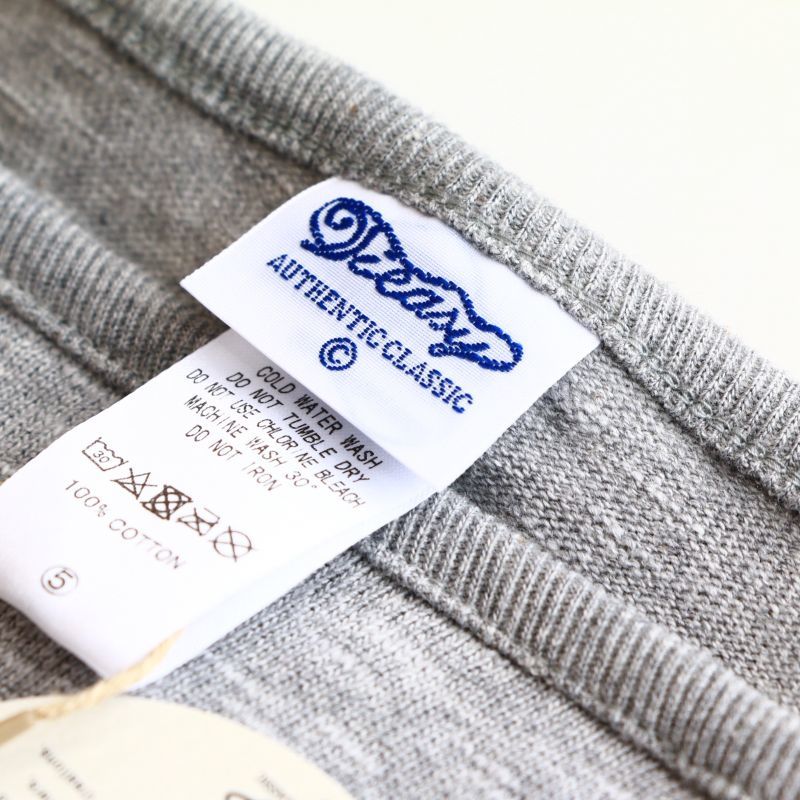 Dreasy
AUTHENTIC CLASSIC
©
COLD WATER WASH
DO NOT TUMBLE DRY
DO NOT USE CHLORINE BLEACH
MACHINE WASH 30°
DO NOT IRON
30
100% COTTON
⑤